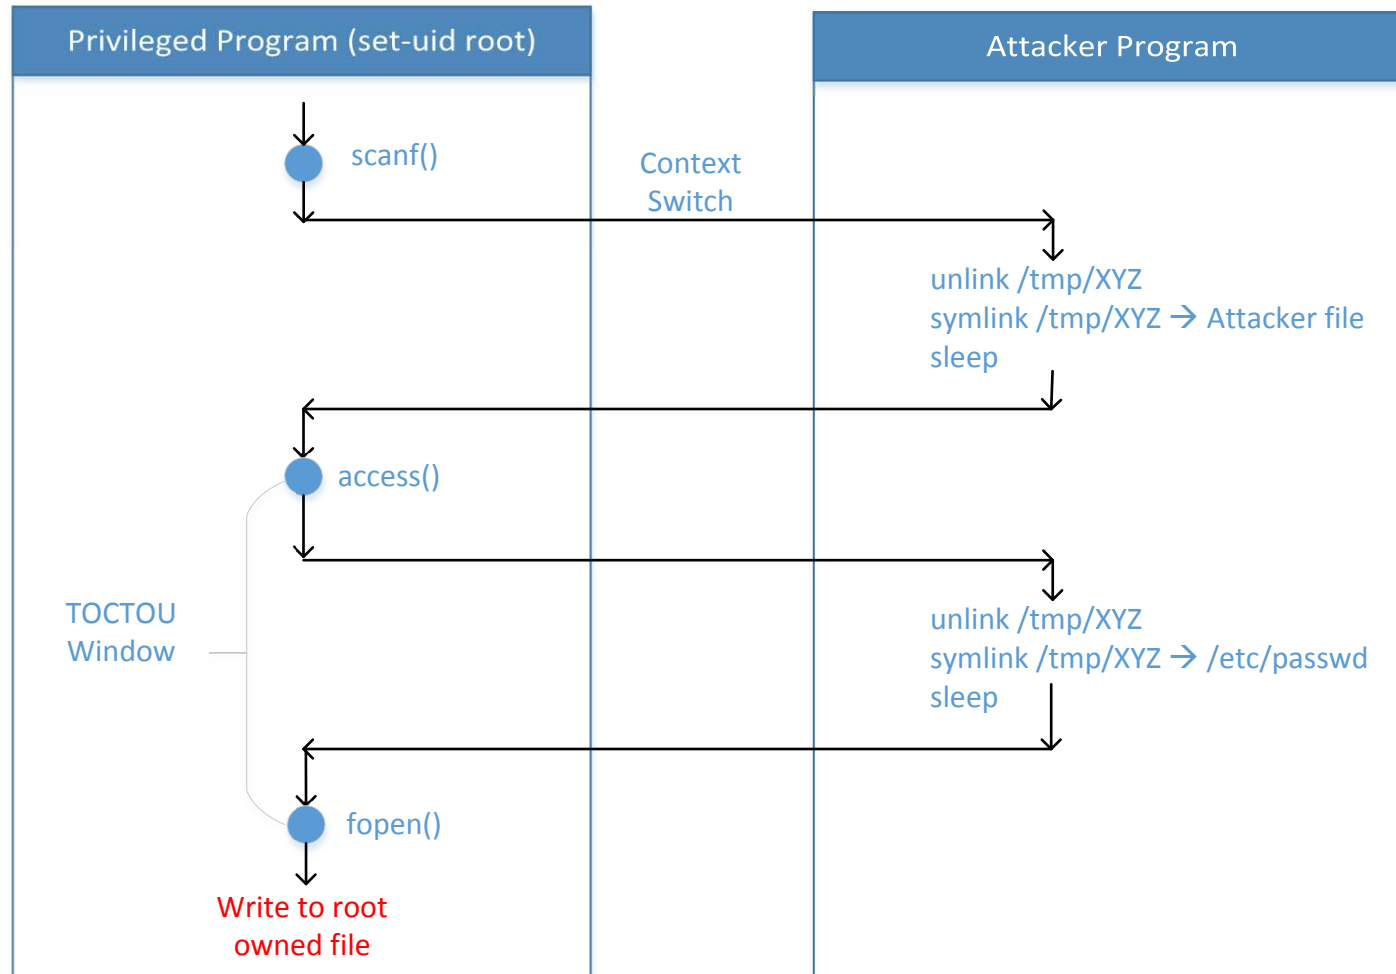 Privileged Program (set-uid root)
Attacker Program
scanf()
Context
Switch
unlink /tmp/XYZ
symlink /tmp/XYZ → Attacker file
sleep
access()
TOCTOU
Window
unlink /tmp/XYZ
symlink /tmp/XYZ → /etc/passwd
sleep
fopen()
Write to root
owned file